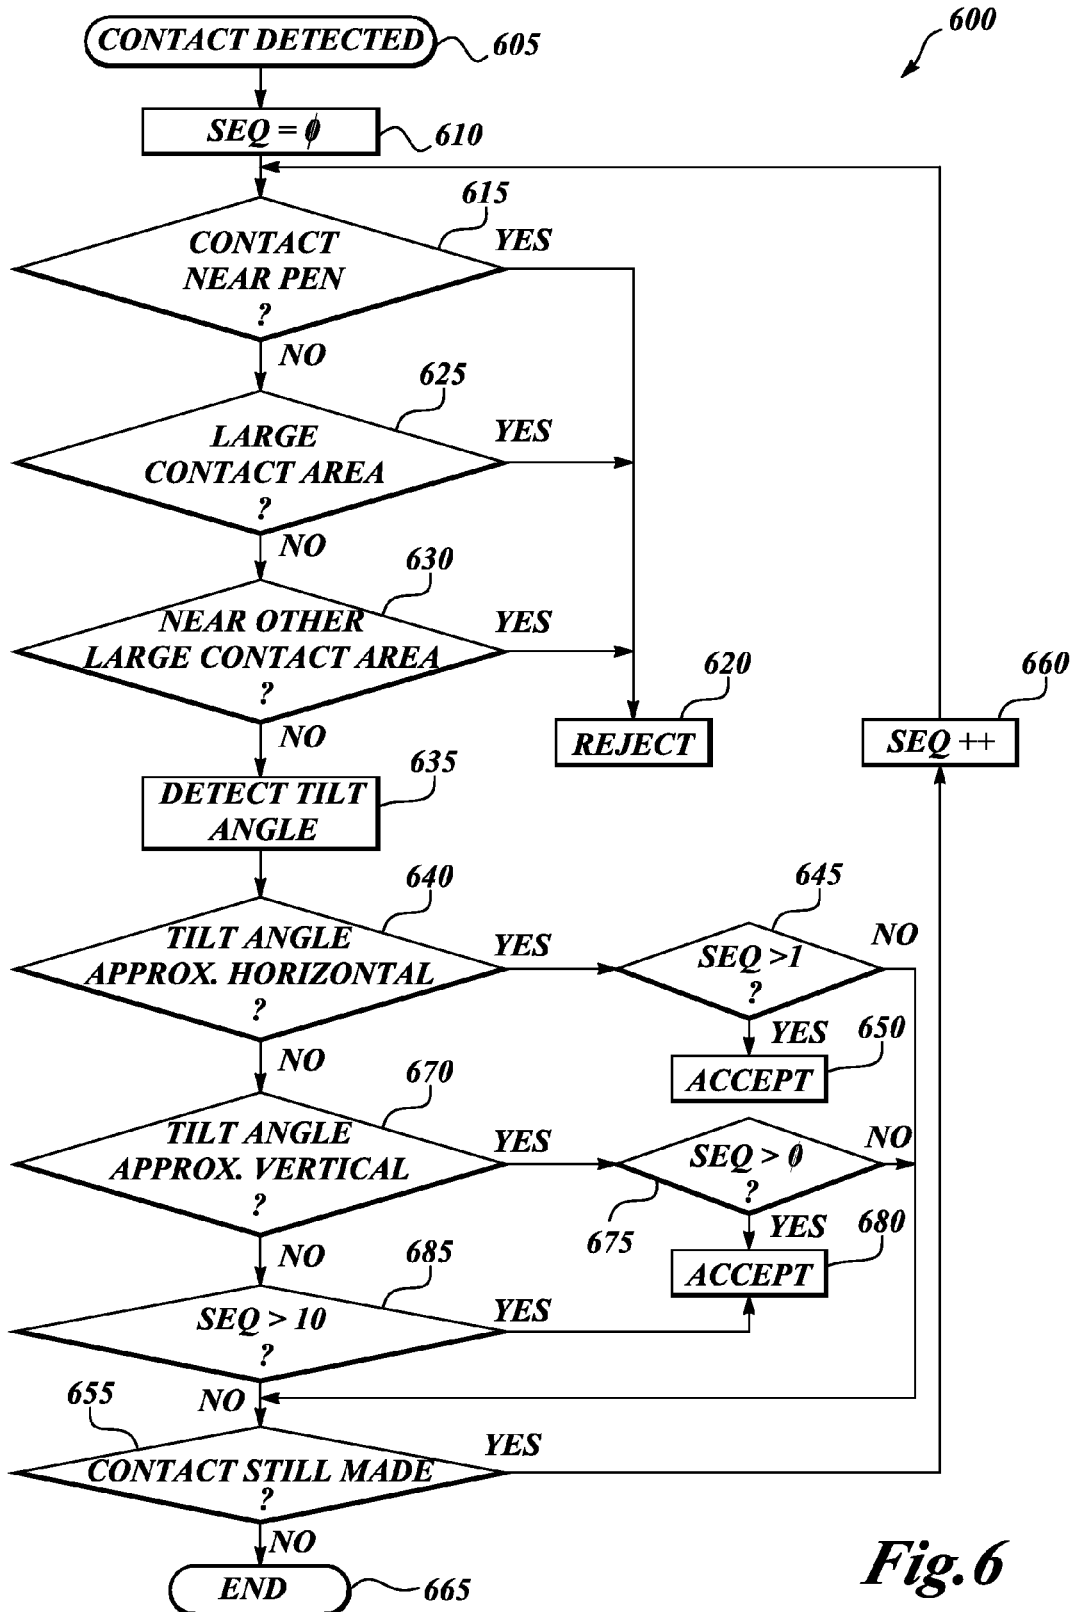 600
CONTACT DETECTED
605
SEQ = ϕ
610
615
CONTACT
NEAR PEN
?
YES
NO
625
LARGE
CONTACT AREA
?
YES
NO
630
NEAR OTHER
LARGE CONTACT AREA
?
YES
NO
620
REJECT
660
SEQ ++
635
DETECT TILT
ANGLE
640
TILT ANGLE
APPROX. HORIZONTAL
?
YES
NO
645
SEQ >1
?
NO
YES
650
ACCEPT
670
TILT ANGLE
APPROX. VERTICAL
?
YES
NO
SEQ > ϕ
?
NO
675
YES
680
ACCEPT
685
SEQ > 10
?
YES
NO
655
CONTACT STILL MADE
?
YES
NO
END
665
Fig.6